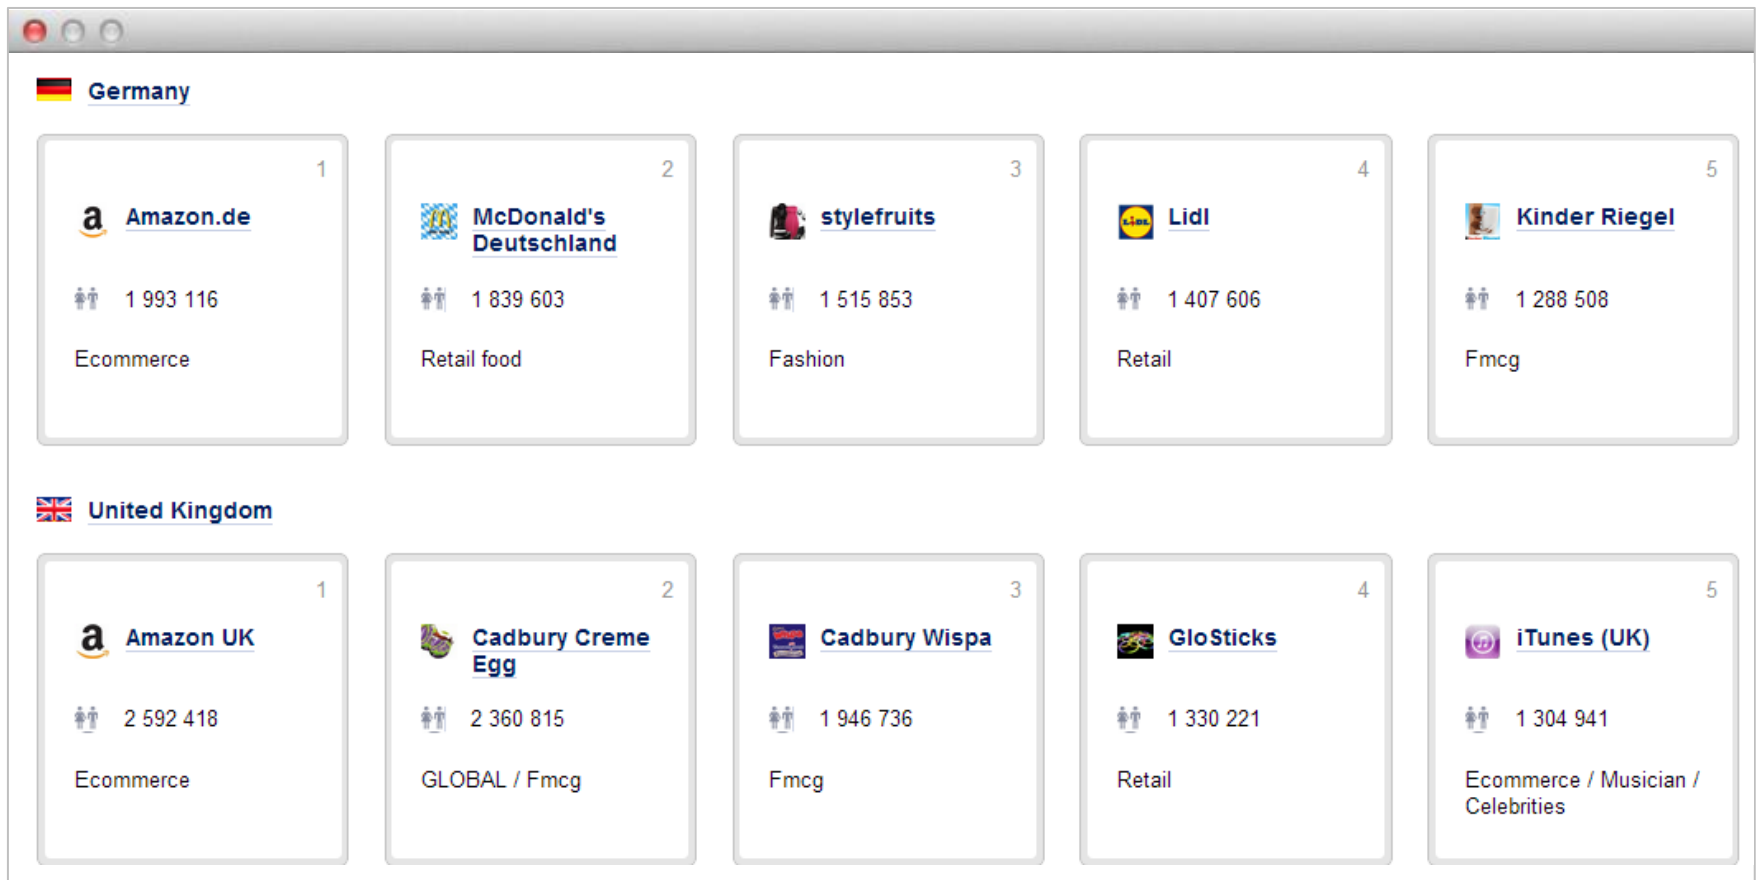 Germany
1
2
3
4
5
Amazon.de
McDonald's
Deutschland
stylefruits
Lidl
Kinder Riegel
1 993 116
1 839 603
1 515 853
1 407 606
1 288 508
Ecommerce
Retail food
Fashion
Retail
Fmcg
United Kingdom
1
2
3
4
5
Amazon UK
Cadbury Creme
Egg
Cadbury Wispa
GloSticks
iTunes (UK)
2 592 418
2 360 815
1 946 736
1 330 221
1 304 941
Ecommerce
GLOBAL / Fmcg
Fmcg
Retail
Ecommerce / Musician /
Celebrities